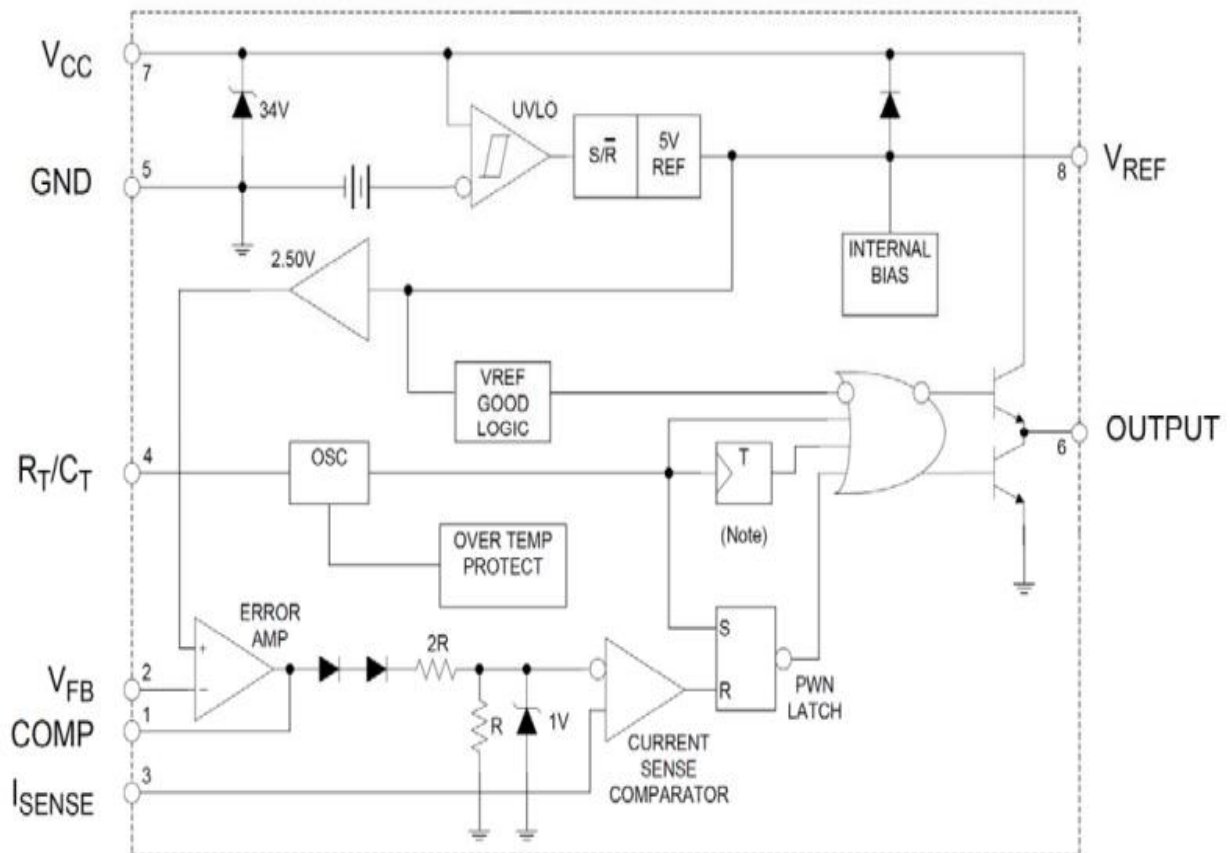 VCC
7
34V
UVLO
S/R̅
5V
REF
8
VREF
GND
5
2.50V
INTERNAL
BIAS
VREF
GOOD
LOGIC
OUTPUT
6
RT/CT
4
OSC
T
(Note)
OVER TEMP
PROTECT
ERROR
AMP
+
−
VFB
2
COMP
1
2R
R
1V
S
R
PWN
LATCH
CURRENT
SENSE
COMPARATOR
ISENSE
3